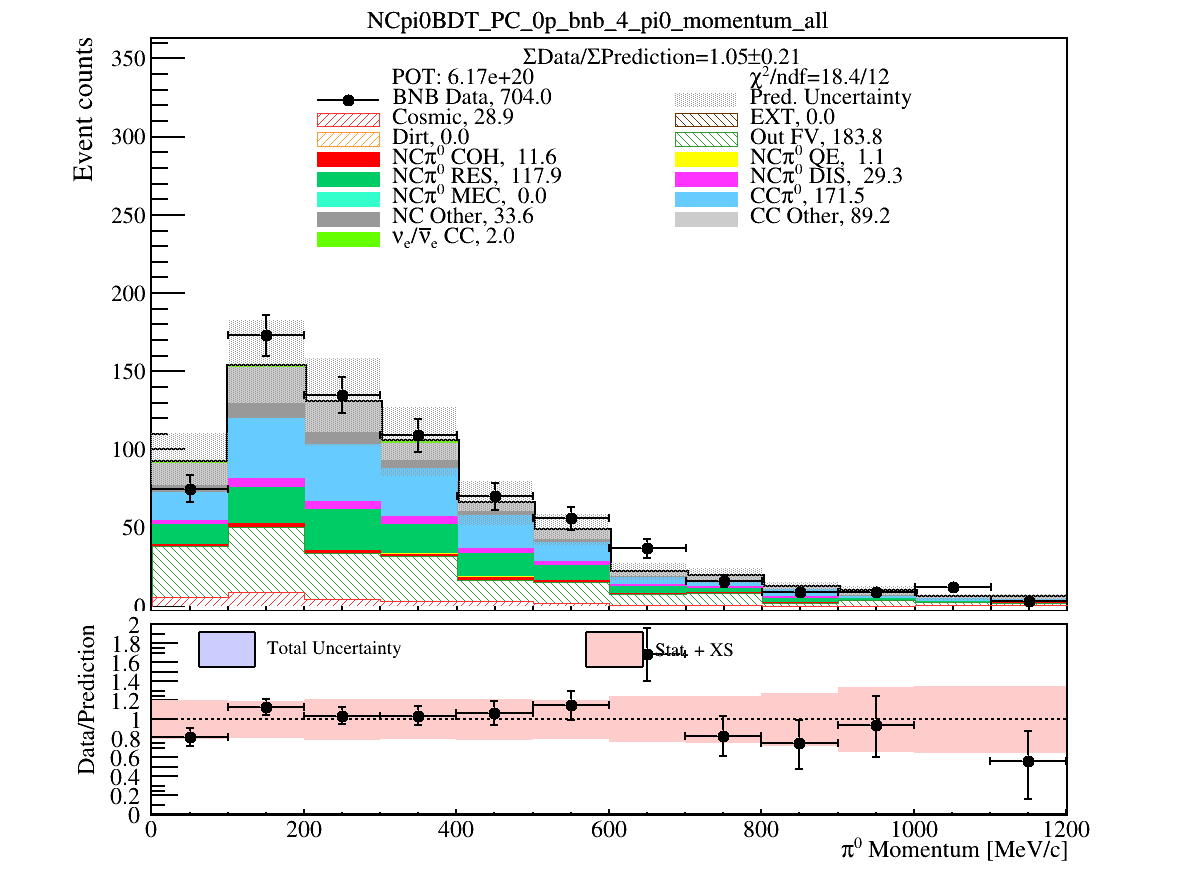 NCpi0BDT_PC_0p_bnb_4_pi0_momentum_all
ΣData/ΣPrediction=1.05±0.21
POT: 6.17e+20
χ²/ndf=18.4/12
BNB Data, 704.0
Pred. Uncertainty
Cosmic, 28.9
EXT, 0.0
Dirt, 0.0
Out FV, 183.8
NCπ⁰ COH, 11.6
NCπ⁰ QE, 1.1
NCπ⁰ RES, 117.9
NCπ⁰ DIS, 29.3
NCπ⁰ MEC, 0.0
CCπ⁰, 171.5
NC Other, 33.6
CC Other, 89.2
νₑ/ν̄ₑ CC, 2.0
Event counts
350
300
250
200
150
100
50
0
Data/Prediction
2
1.8
1.6
1.4
1.2
1
0.8
0.6
0.4
0.2
0
Total Uncertainty
Stat. + XS
0 200 400 600 800 1000 1200
π⁰ Momentum [MeV/c]